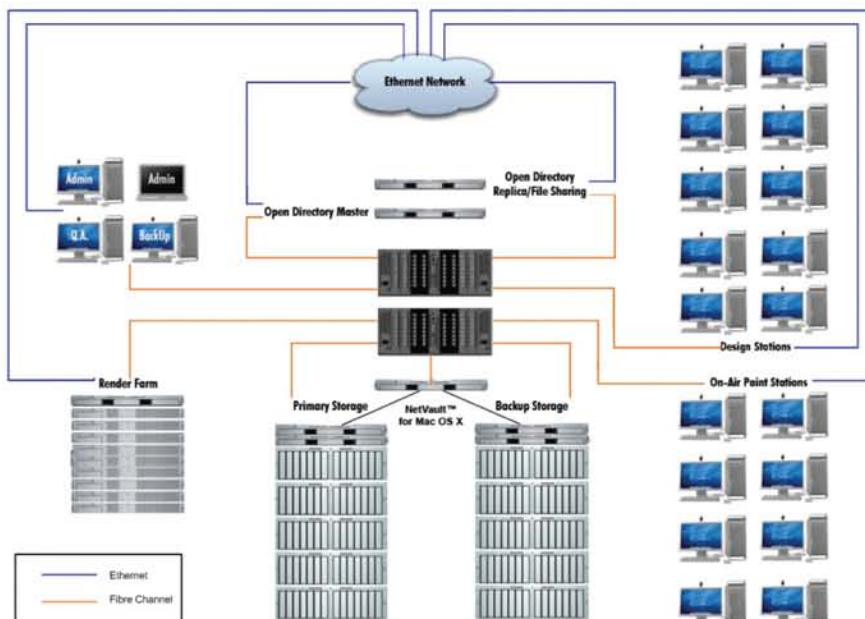 Ethernet Network
Admin
Admin
Q.A.
BackUp
Open Directory
Replica/File Sharing
Open Directory Master
Design Stations
Render Farm
On-Air Paint Stations
Primary Storage
NetVault™
for Mac OS X
Backup Storage
Ethernet
Fibre Channel